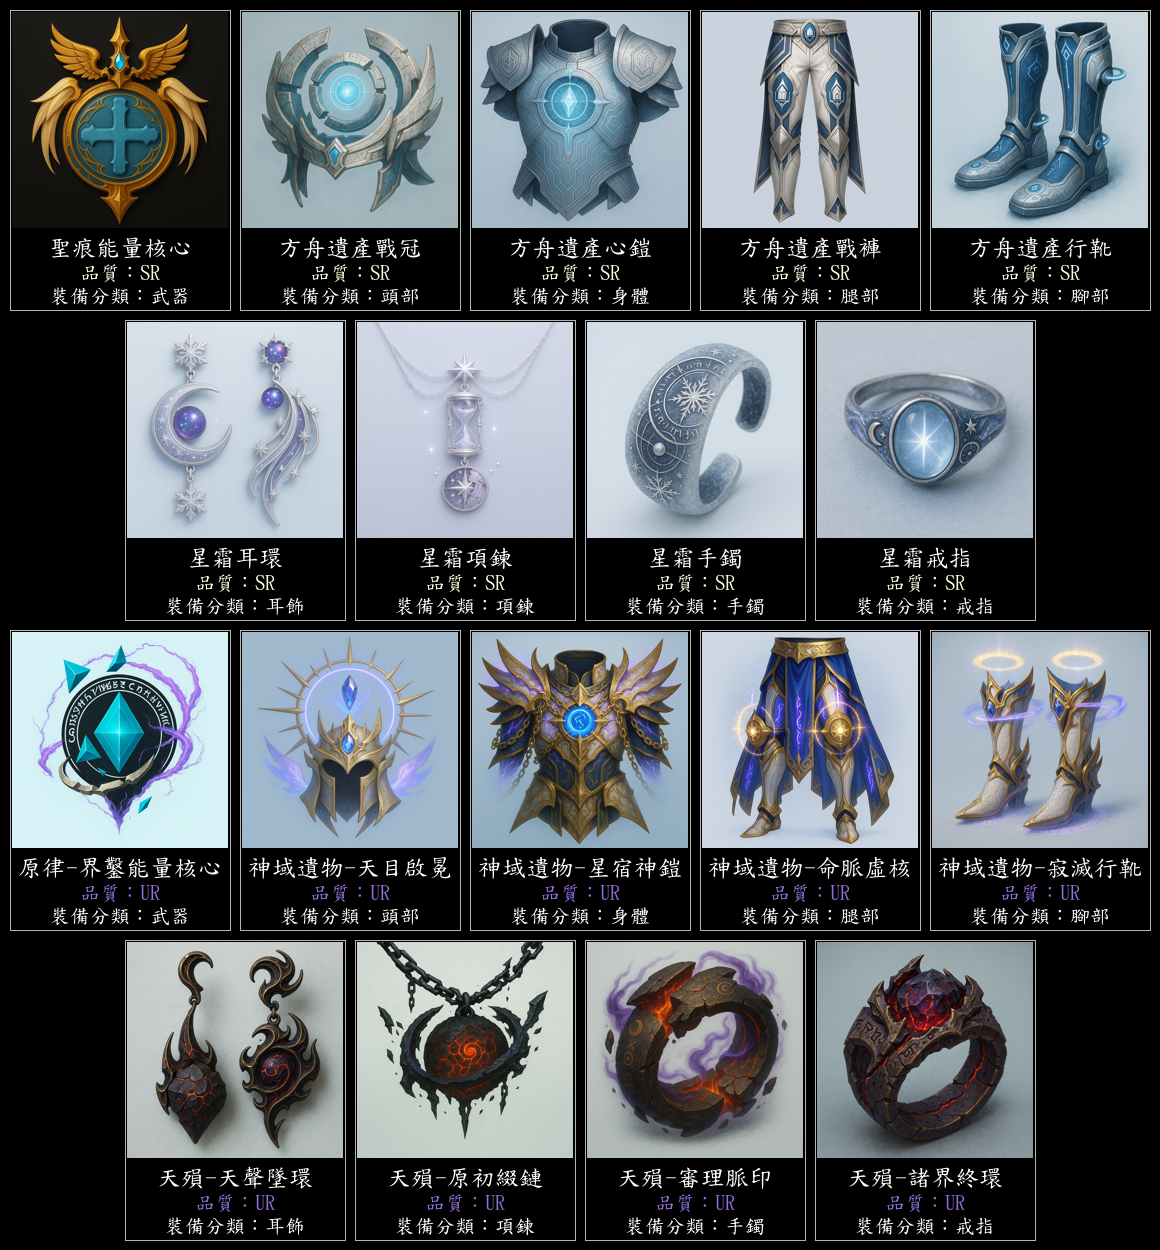 聖痕能量核心
品質：SR
裝備分類：武器
方舟遺產戰冠
品質：SR
裝備分類：頭部
方舟遺產心鎧
品質：SR
裝備分類：身體
方舟遺產戰褲
品質：SR
裝備分類：腿部
方舟遺產行靴
品質：SR
裝備分類：腳部
星霜耳環
品質：SR
裝備分類：耳飾
星霜項鍊
品質：SR
裝備分類：項鍊
星霜手鐲
品質：SR
裝備分類：手鐲
星霜戒指
品質：SR
裝備分類：戒指
原律-界鑿能量核心
品質：UR
裝備分類：武器
神域遺物-天目啟冕
品質：UR
裝備分類：頭部
神域遺物-星宿神鎧
品質：UR
裝備分類：身體
神域遺物-命脈虛核
品質：UR
裝備分類：腿部
神域遺物-寂滅行靴
品質：UR
裝備分類：腳部
天殞-天聲墜環
品質：UR
裝備分類：耳飾
天殞-原初綴鏈
品質：UR
裝備分類：項鍊
天殞-審理脈印
品質：UR
裝備分類：手鐲
天殞-諸界終環
品質：UR
裝備分類：戒指